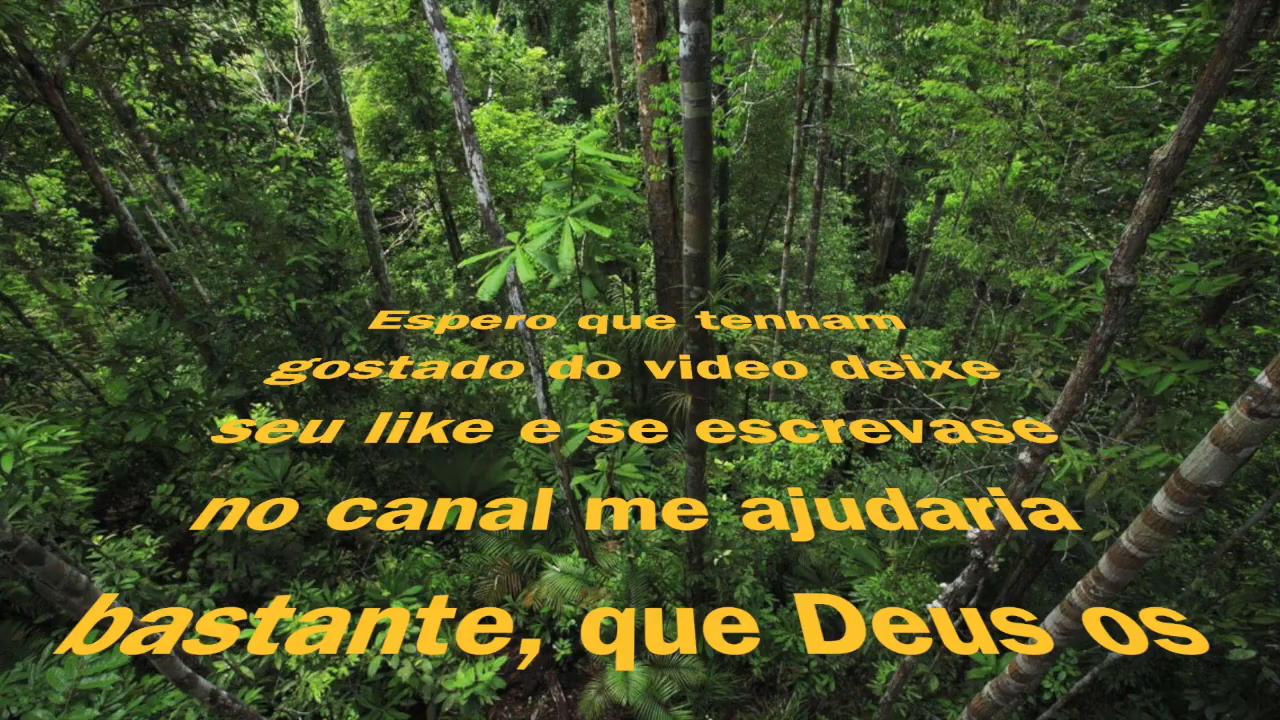 Espero que tenham
gostado do video deixe
seu like e se escrevase
no canal me ajudaria
bastante, que Deus os